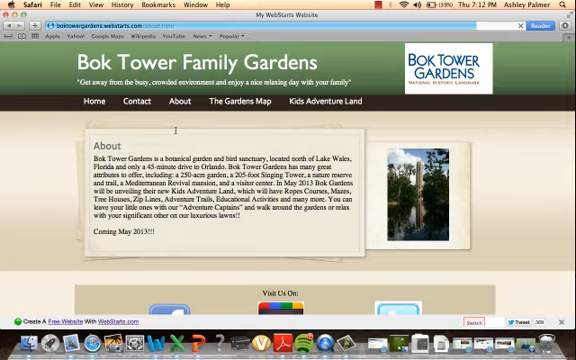 Safari File Edit View History Bookmarks Window Help (39%) Thu 7:12 PM Ashley Palmer
My WebStarts Website
boktowergardens.webstarts.com/about.html Reader
Apple Yahoo! Google Maps Wikipedia YouTube News Popular
Bok Tower Family Gardens
"Get away from the busy, crowded environment and enjoy a nice relaxing day with your family"
BOK TOWER
GARDENS
NATIONAL HISTORIC LANDMARK
Home Contact About The Gardens Map Kids Adventure Land
About
Bok Tower Gardens is a botanical garden and bird sanctuary, located north of Lake Wales,
Florida and only a 45-minute drive to Orlando. Bok Tower Gardens has many great
attributes to offer, including: a 250-acre garden, a 205-foot Singing Tower, a nature reserve
and trail, a Mediterranean Revival mansion, and a visitor center. In May 2013 Bok Gardens
will be unveiling their new Kids Adventure Land, which will have Ropes Courses, Mazes,
Tree Houses, Zip Lines, Adventure Trails, Educational Activities and many more. You can
leave your little ones with our "Adventure Captains" and walk around the gardens or relax
with your significant other on our luxurious lawns!!
Coming May 2013!!!
Visit Us On:
Create A Free Website With WebStarts.com Switch Tweet 368